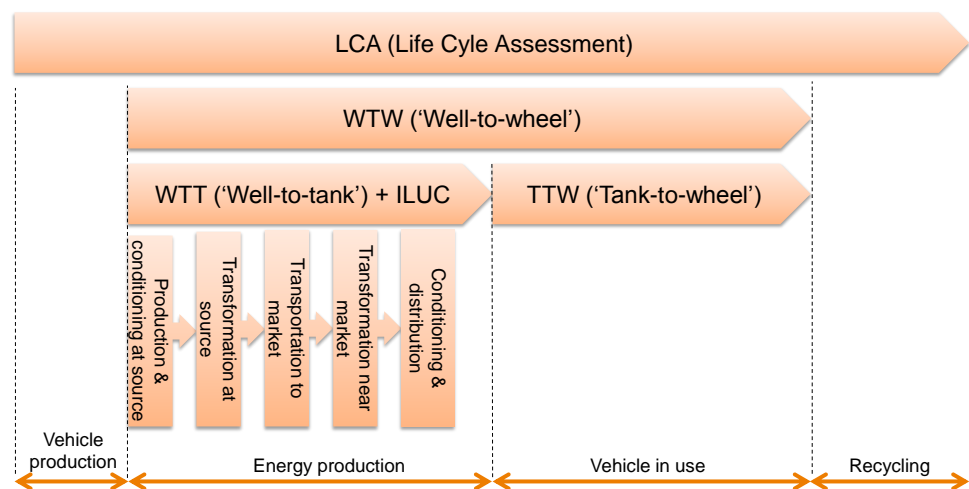 LCA (Life Cyle Assessment)
WTW (‘Well-to-wheel’)
WTT (‘Well-to-tank’) + ILUC
TTW (‘Tank-to-wheel’)
Production &
conditioning at source
Transformation at
source
Transportation to
market
Transformation near
market
Conditioning &
distribution
Vehicle
production
Energy production
Vehicle in use
Recycling